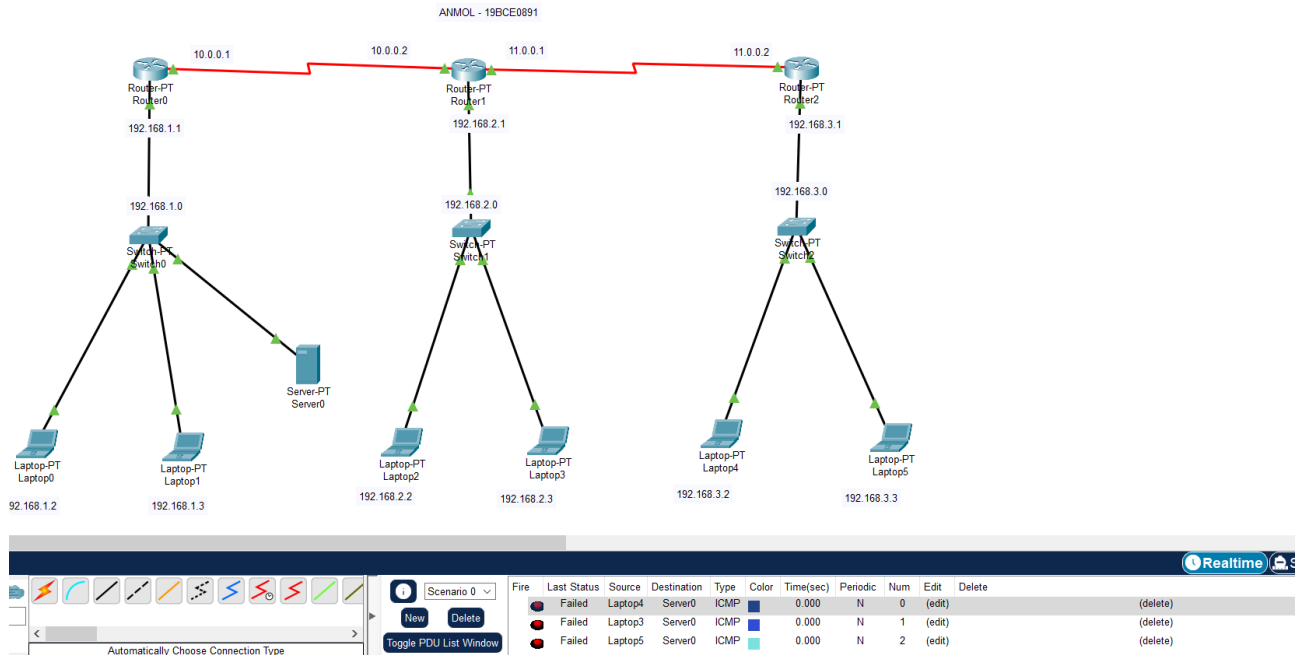 ANMOL - 19BCE0891
10.0.0.1
10.0.0.2
11.0.0.1
11.0.0.2
Router-PT
Router0
Router-PT
Router1
Router-PT
Router2
192.168.1.1
192.168.2.1
192.168.3.1
192.168.1.0
192.168.2.0
192.168.3.0
Switch-PT
Switch0
Switch-PT
Switch1
Switch-PT
Switch2
Server-PT
Server0
Laptop-PT
Laptop0
Laptop-PT
Laptop1
Laptop-PT
Laptop2
Laptop-PT
Laptop3
Laptop-PT
Laptop4
Laptop-PT
Laptop5
92.168.1.2
192.168.1.3
192.168.2.2
192.168.2.3
192.168.3.2
192.168.3.3
Realtime S
Scenario 0
New Delete
Toggle PDU List Window
Automatically Choose Connection Type
Fire Last Status Source Destination Type Color Time(sec) Periodic Num Edit Delete
Failed Laptop4 Server0 ICMP 0.000 N 0 (edit) (delete)
Failed Laptop3 Server0 ICMP 0.000 N 1 (edit) (delete)
Failed Laptop5 Server0 ICMP 0.000 N 2 (edit) (delete)